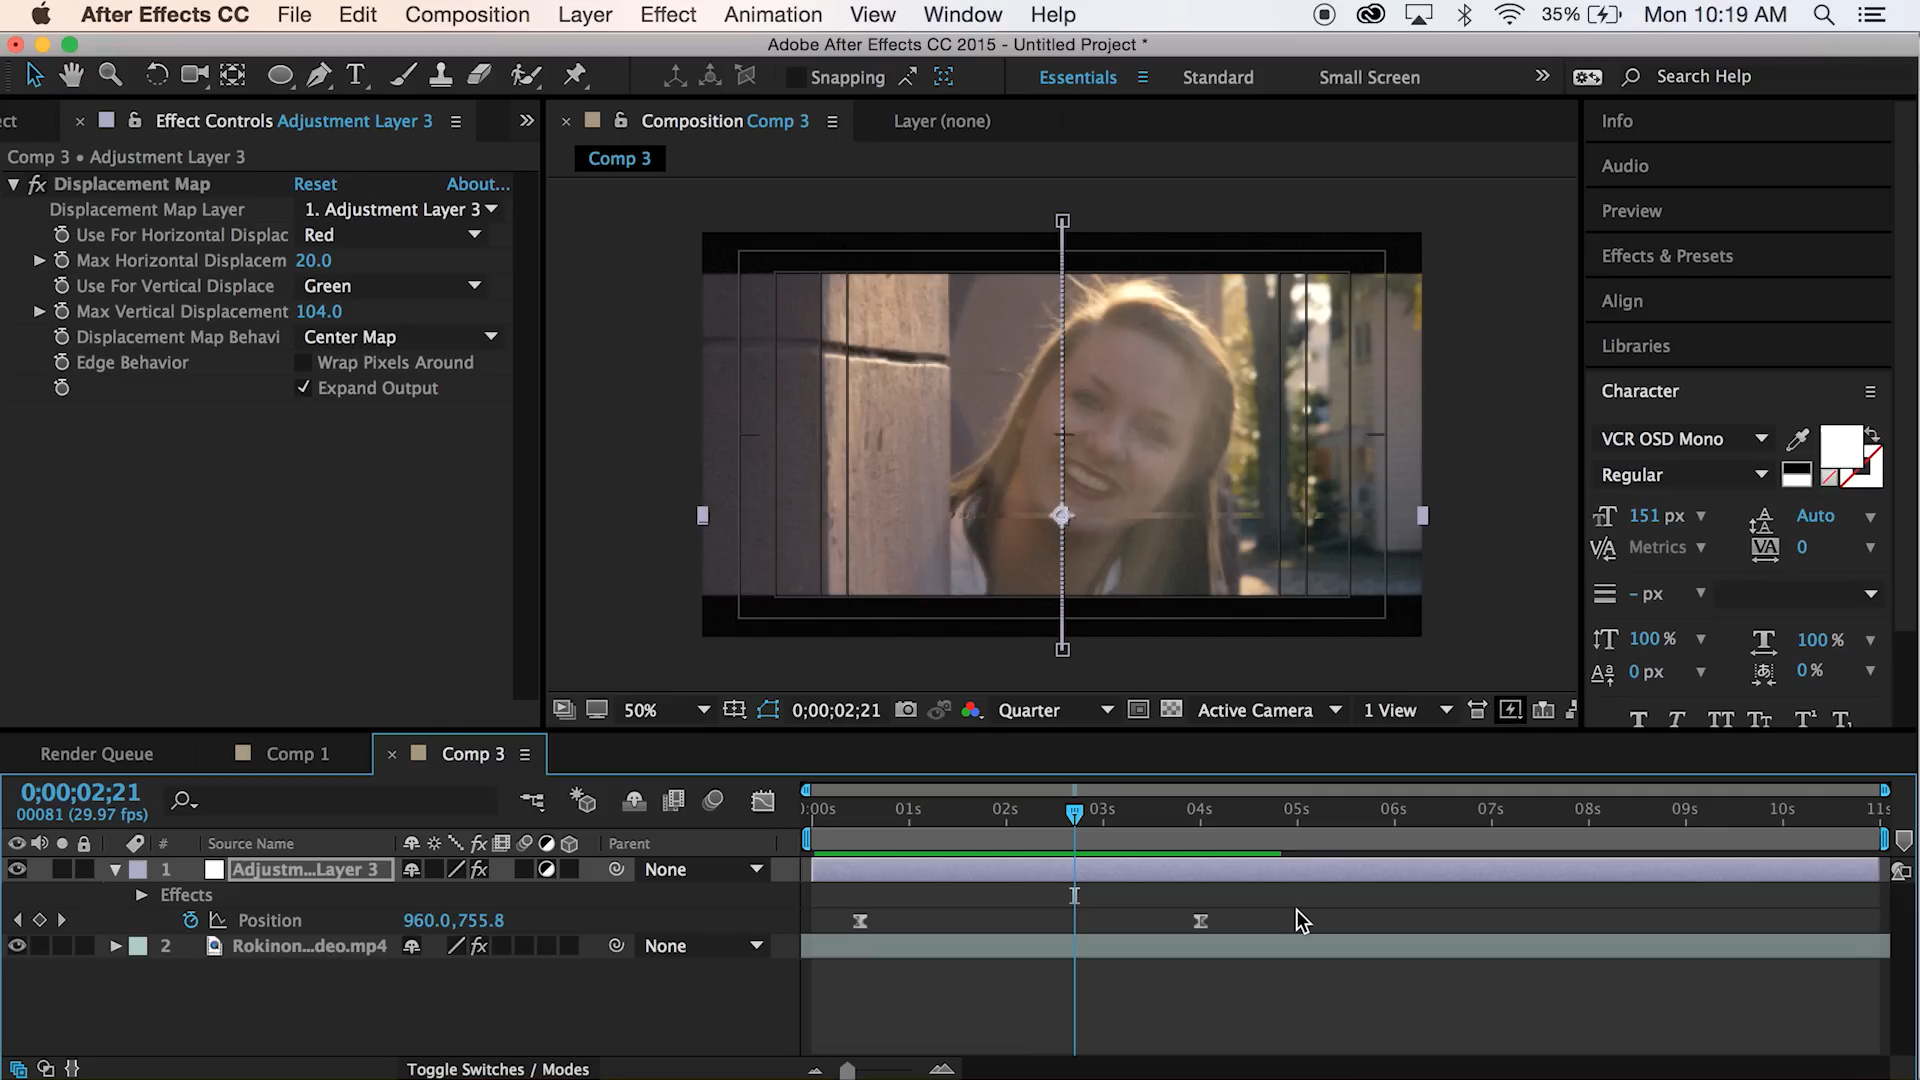 After Effects CC File Edit Composition Layer Effect Animation View Window Help 35% Mon 10:19 AM
Adobe After Effects CC 2015 - Untitled Project *
Snapping Essentials Standard Small Screen Search Help
ct Effect Controls Adjustment Layer 3
Comp 3 • Adjustment Layer 3
fx Displacement Map Reset About...
Displacement Map Layer 1. Adjustment Layer 3
Use For Horizontal Displac Red
Max Horizontal Displacem 20.0
Use For Vertical Displace Green
Max Vertical Displacement 104.0
Displacement Map Behavi Center Map
Edge Behavior Wrap Pixels Around
Expand Output
Composition Comp 3 Layer (none)
Comp 3
50% 0;00;02;21 Quarter Active Camera 1 View
Info
Audio
Preview
Effects & Presets
Align
Libraries
Character
VCR OSD Mono
Regular
151 px Auto
Metrics 0
- px
100 % 100 %
0 px 0 %
T T TT Tт T¹ T₁
Render Queue Comp 1 Comp 3
0;00;02;21
00081 (29.97 fps)
):00s 01s 02s 03s 04s 05s 06s 07s 08s 09s 10s 11s
# Source Name fx Parent
1 Adjustm...Layer 3 fx None
Effects
Position 960.0,755.8
2 Rokinon...deo.mp4 fx None
Toggle Switches / Modes